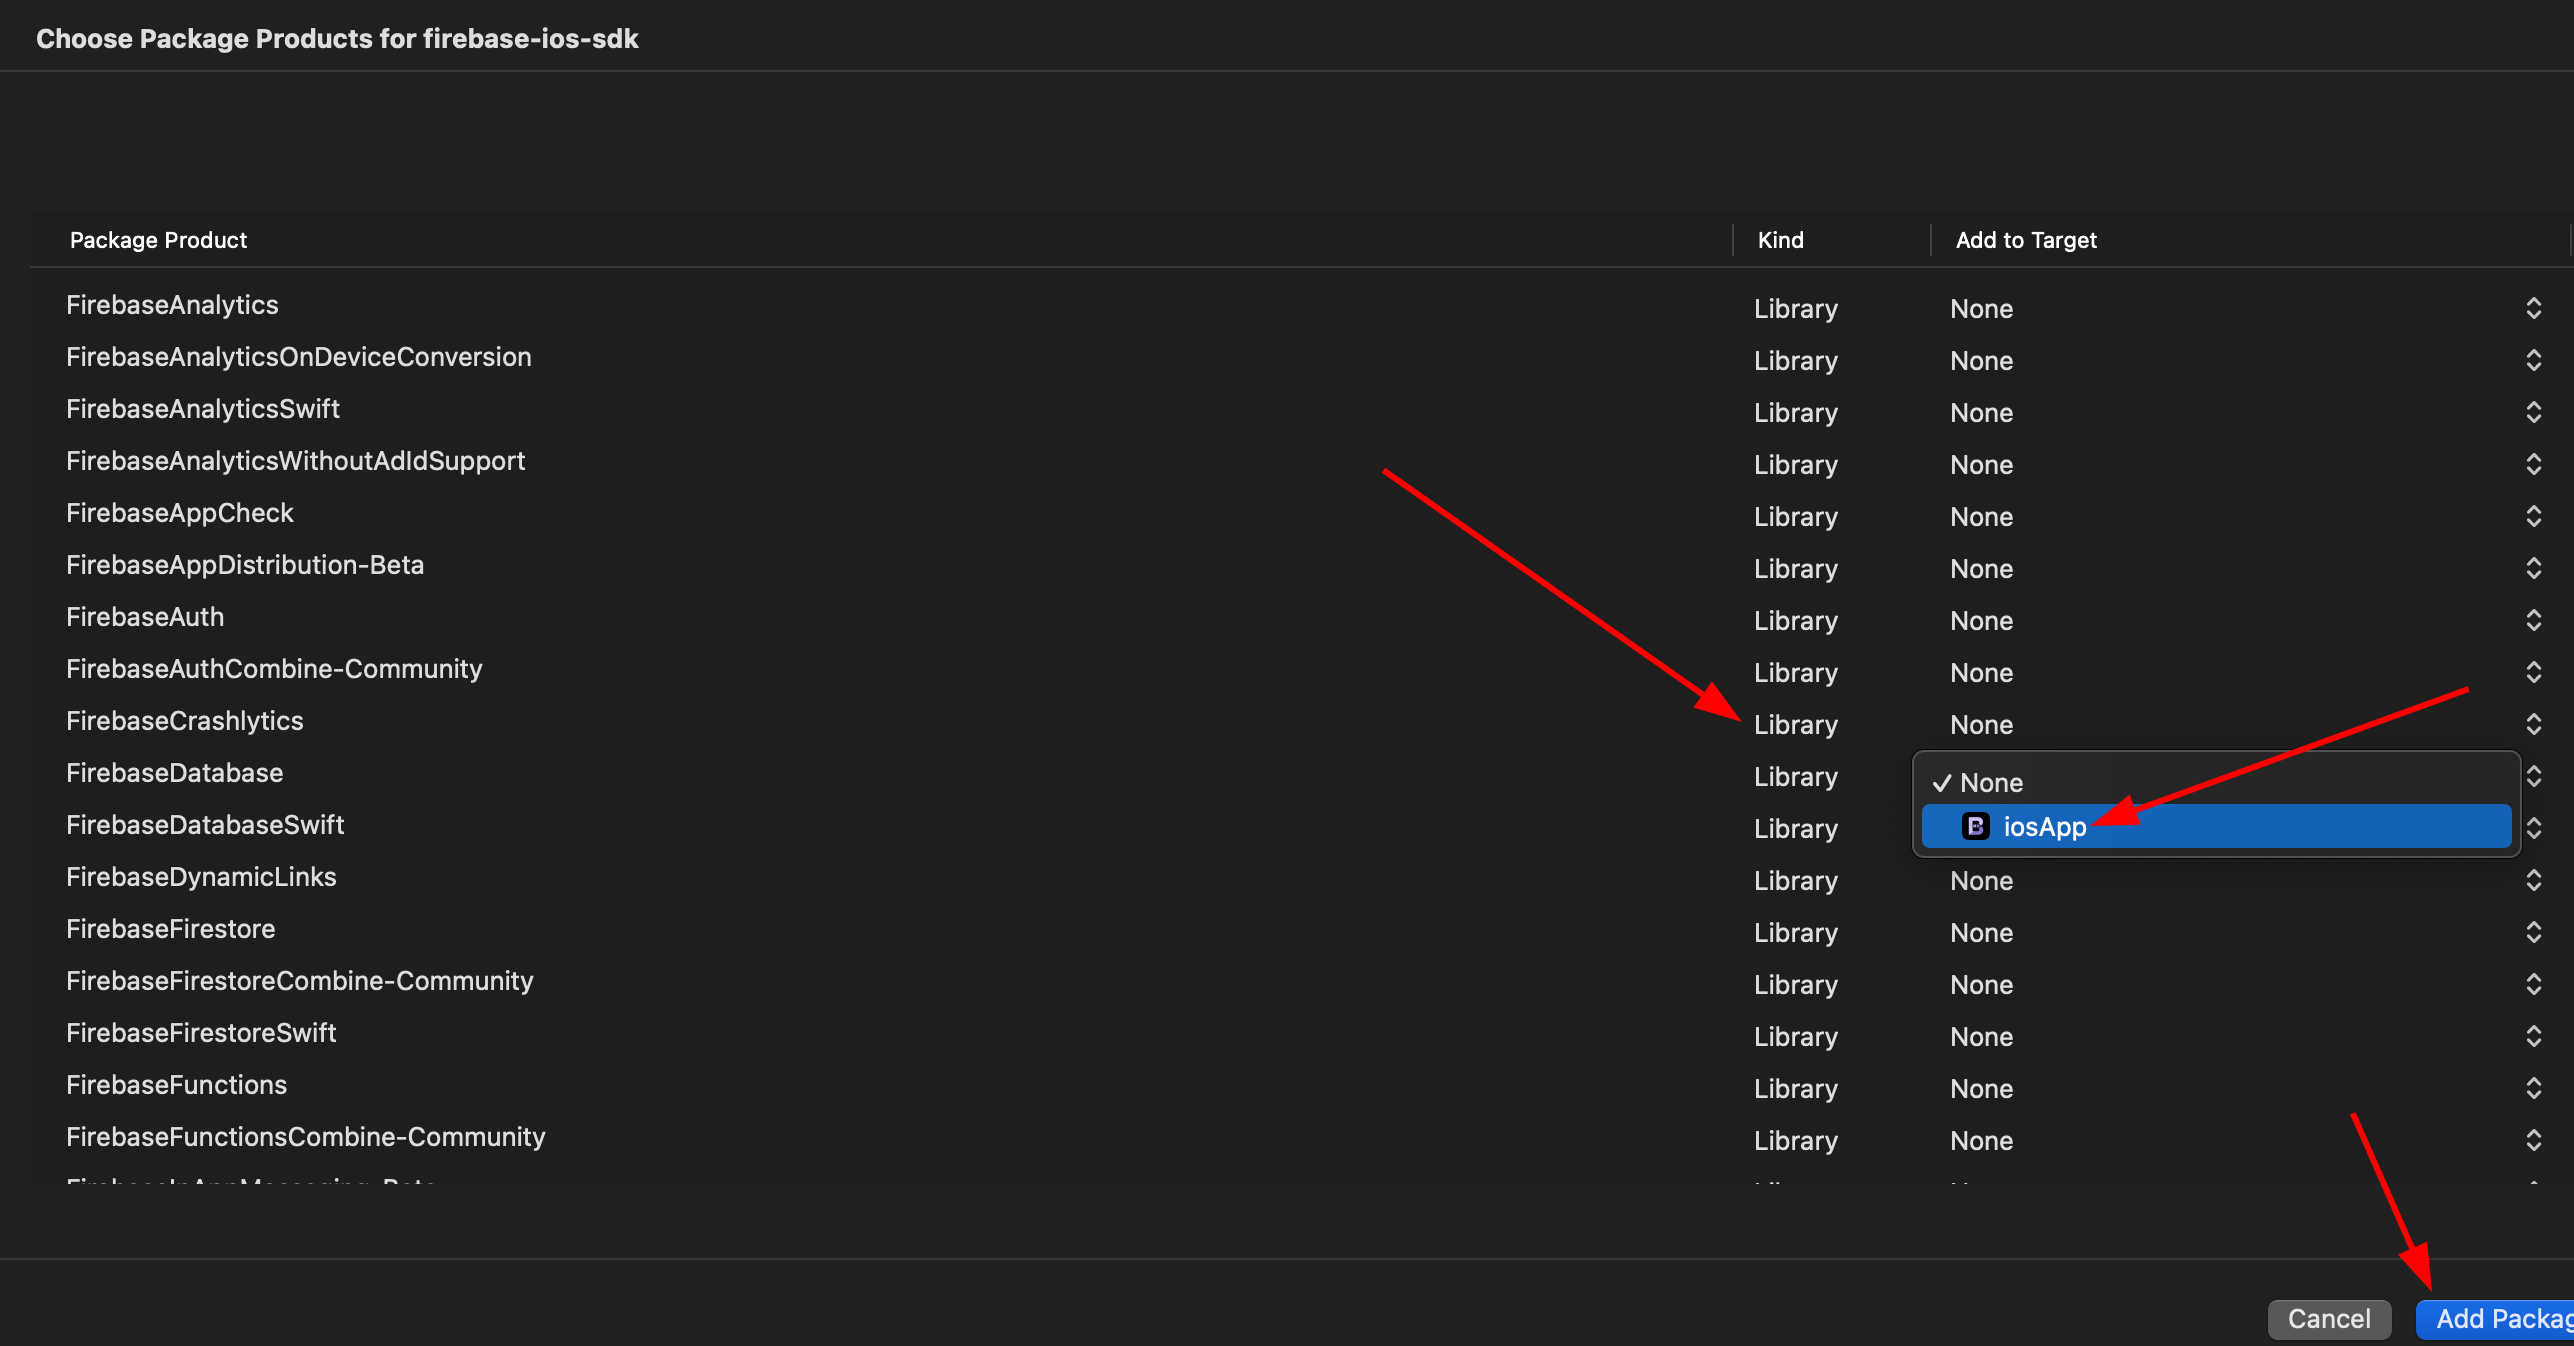 Choose Package Products for firebase-ios-sdk
Package Product Kind Add to Target
FirebaseAnalytics Library None
FirebaseAnalyticsOnDeviceConversion Library None
FirebaseAnalyticsSwift Library None
FirebaseAnalyticsWithoutAdIdSupport Library None
FirebaseAppCheck Library None
FirebaseAppDistribution-Beta Library None
FirebaseAuth Library None
FirebaseAuthCombine-Community Library None
FirebaseCrashlytics Library None
FirebaseDatabase Library ✓ None
FirebaseDatabaseSwift Library B iosApp
FirebaseDynamicLinks Library None
FirebaseFirestore Library None
FirebaseFirestoreCombine-Community Library None
FirebaseFirestoreSwift Library None
FirebaseFunctions Library None
FirebaseFunctionsCombine-Community Library None
Cancel Add Packag